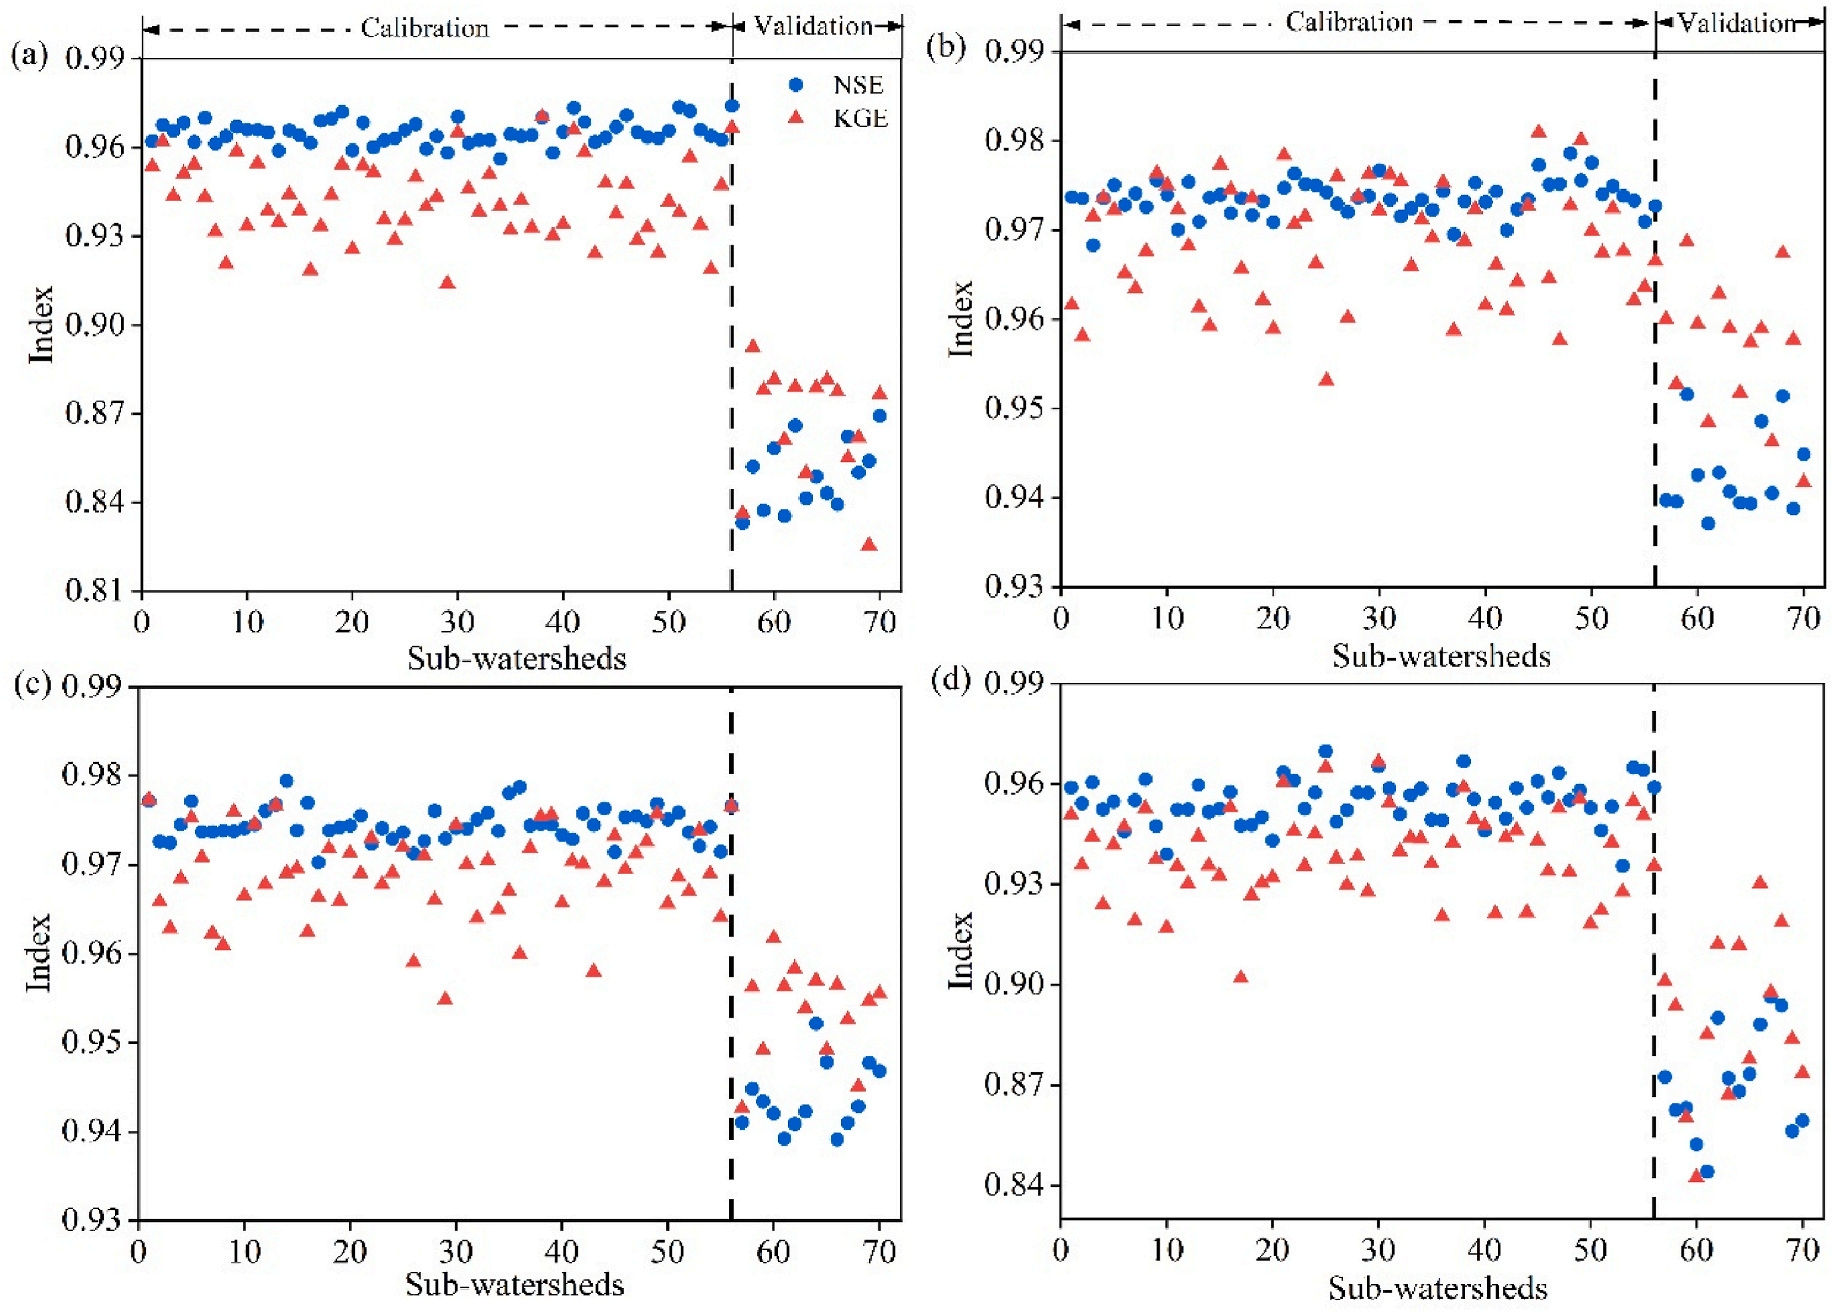 Calibration Validation
(a) 0.99
NSE
KGE
0.96
0.93
0.90
0.87
0.84
0.81
Index
0 10 20 30 40 50 60 70
Sub-watersheds
Calibration Validation
(b) 0.99
0.98
0.97
0.96
0.95
0.94
0.93
Index
0 10 20 30 40 50 60 70
Sub-watersheds
(c) 0.99
0.98
0.97
0.96
0.95
0.94
0.93
Index
0 10 20 30 40 50 60 70
Sub-watersheds
(d) 0.99
0.96
0.93
0.90
0.87
0.84
Index
0 10 20 30 40 50 60 70
Sub-watersheds